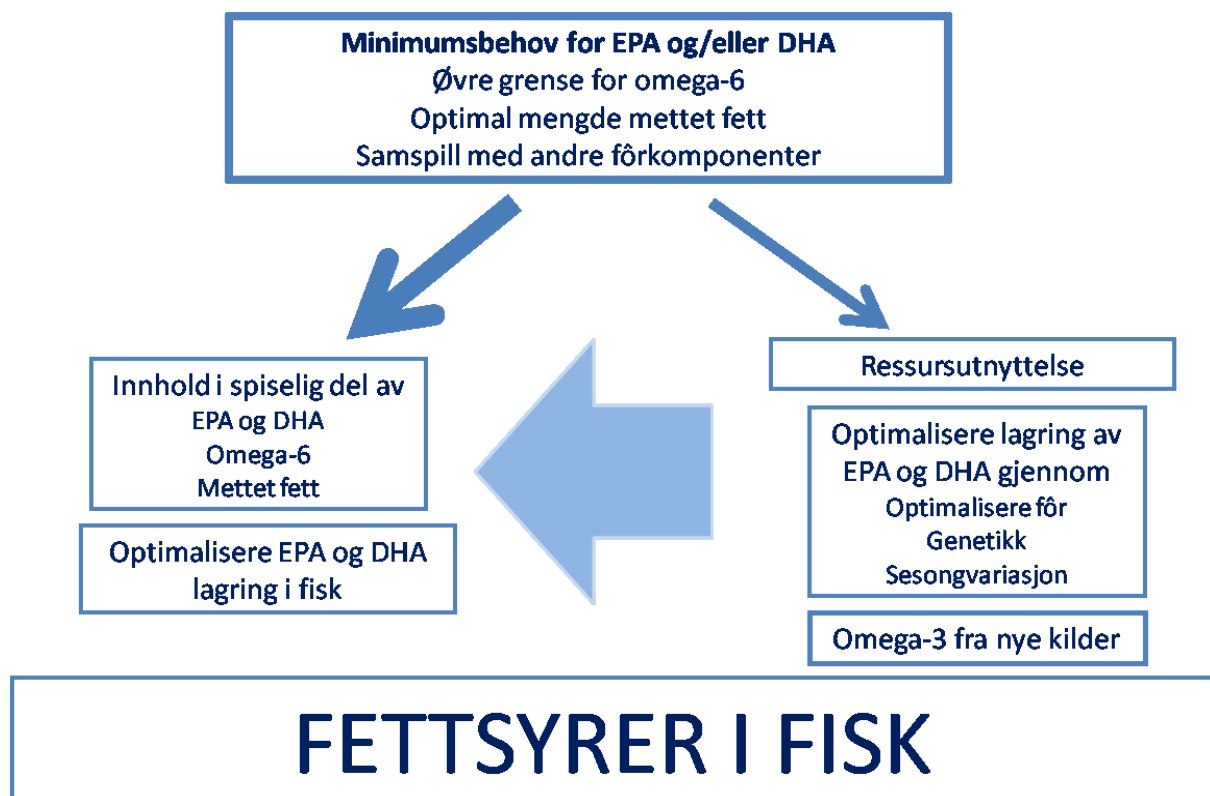 Minimumsbehov for EPA og/eller DHA
Øvre grense for omega-6
Optimal mengde mettet fett
Samspill med andre fôrkomponenter
Innhold i spiselig del av
EPA og DHA
Omega-6
Mettet fett
Optimalisere EPA og DHA
lagring i fisk
Ressursutnyttelse
Optimalisere lagring av
EPA og DHA gjennom
Optimalisere fôr
Genetikk
Sesongvariasjon
Omega-3 fra nye kilder
FETTSYRER I FISK